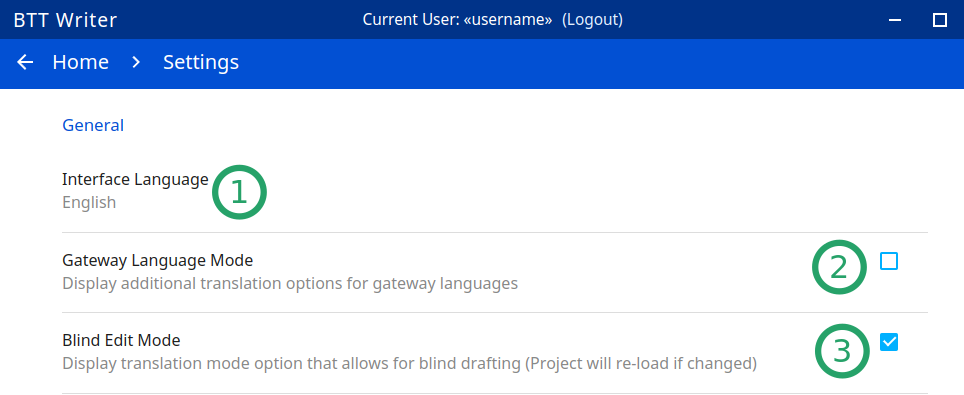 BTT Writer Current User: «username» (Logout)
Home Settings
General
Interface Language
English
1
Gateway Language Mode
Display additional translation options for gateway languages
2
Blind Edit Mode
Display translation mode option that allows for blind drafting (Project will re-load if changed)
3